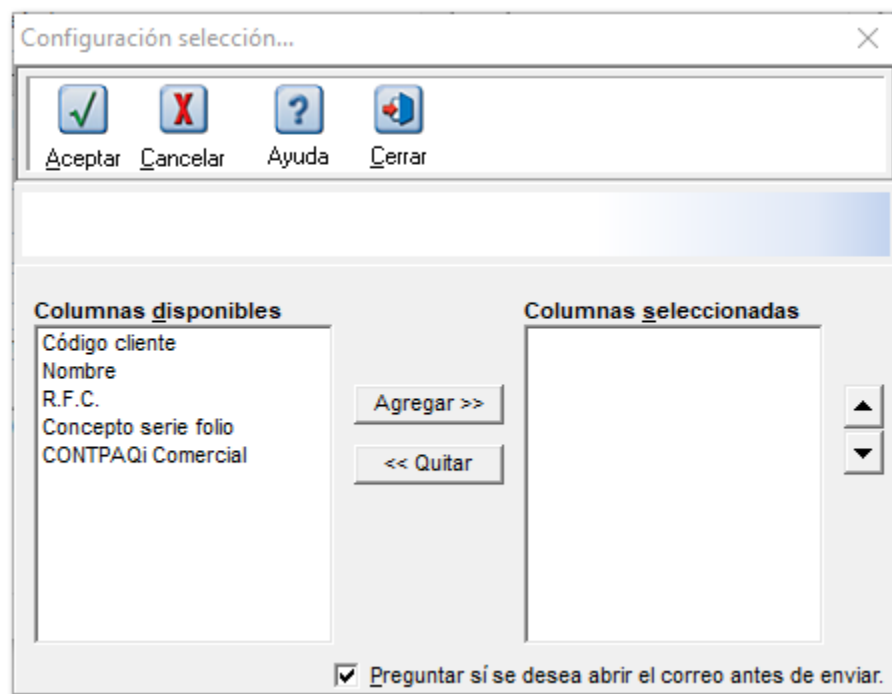 Configuración selección...
Aceptar Cancelar Ayuda Cerrar
Columnas disponibles
Código cliente
Nombre
R.F.C.
Concepto serie folio
CONTPAQi Comercial
Agregar >>
<< Quitar
Columnas seleccionadas
Preguntar sí se desea abrir el correo antes de enviar.